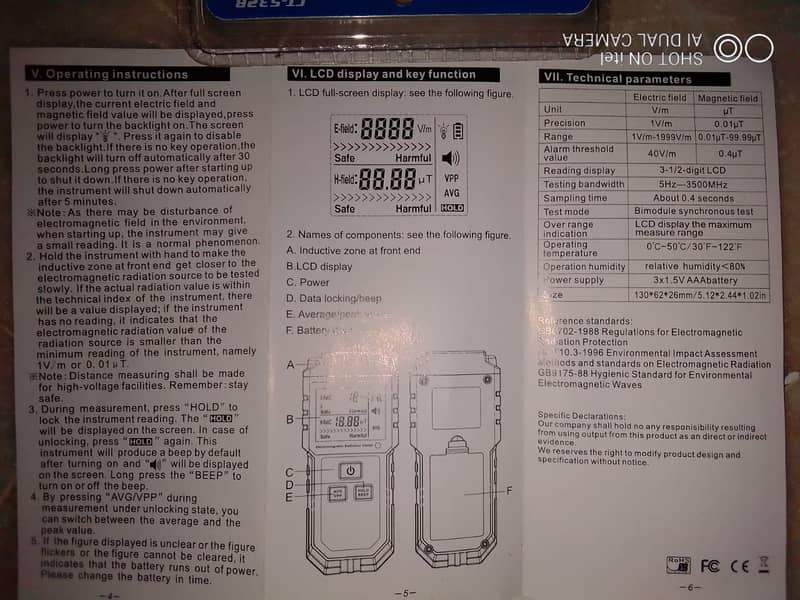 CT-5328
SHOT ON itel
AI DUAL CAMERA
V. Operating instructions
1. Press power to turn it on.After full screen
display,the current electric field and
magnetic field value will be displayed,press
power to turn the backlight on.The screen
will display " ". Press it again to disable
the backlight.If there is no key operation,the
backlight will turn off automatically after 30
seconds.Long press power after starting up
to shut it down.If there is no key operation,
the instrument will shut down automatically
after 5 minutes.
※Note:As there may be disturbance of
electromagnetic field in the environment,
when starting up, the instrument may give
a small reading. It is a normal phenomenon.
2. Hold the instrument with hand to make the
inductive zone at front end get closer to the
electromagnetic radiation source to be tested
slowly. If the actual radiation value is within
the technical index of the instrument, there
will be a value displayed; if the instrument
has no reading, it indicates that the
electromagnetic radiation value of the
radiation source is smaller than the
minimum reading of the instrument, namely
1V/m or 0.01μT.
※Note:Distance measuring shall be made
for high-voltage facilities. Remember: stay
safe.
3. During measurement, press "HOLD" to
lock the instrument reading. The "HOLD"
will be displayed on the screen. In case of
unlocking, press "HOLD" again. This
instrument will produce a beep by default
after turning on and " " will be displayed
on the screen. Long press the "BEEP" to
turn on or off the beep.
4. By pressing "AVG/VPP" during
measurement under unlocking state, you
can switch between the average and the
peak value.
5. If the figure displayed is unclear or the figure
flickers or the figure cannot be cleared, it
indicates that the battery runs out of power.
Please change the battery in time.
-4-
VI. LCD display and key function
1. LCD full-screen display: see the following figure.
E-field: 8888 V/m
Safe Harmful
H-field: 88.88 μT
VPP
AVG
Safe Harmful HOLD
2. Names of components: see the following figure.
A. Inductive zone at front end
B.LCD display
C. Power
D. Data locking/beep
E. Average/
F. Battery
A
B
C
D
E
F
18.88
Safe Harmful
Electromagnetic Radiation Tester
AVG
VPP
HOLD
BEEP
-5-
VII. Technical parameters
Electric field Magnetic field
Unit V/m μT
Precision 1V/m 0.01μT
Range 1V/m-1999V/m 0.01μT-99.99μT
Alarm threshold value 40V/m 0.4μT
Reading display 3-1/2-digit LCD
Testing bandwidth 5Hz—3500MHz
Sampling time About 0.4 seconds
Test mode Bimodule synchronous test
Over range indication LCD display the maximum measure range
Operating temperature 0°C~50°C/30°F~122°F
Operation humidity relative humidity<80%
Power supply 3x1.5V AAAbattery
Size 130*62*26mm/5.12*2.44*1.02in
Reference standards:
02-1988 Regulations for Electromagnetic
Radiation Protection
10.3-1996 Environmental Impact Assessment
Methods and standards on Electromagnetic Radiation
GB9175-88 Hygienic Standard for Environmental
Electromagnetic Waves
Specific Declarations:
Our company shall hold no any responisibility resulting
from using output from this product as an direct or indirect
evidence.
We reserves the right to modify product design and
specification without notice.
RoHS FC CE
-6-